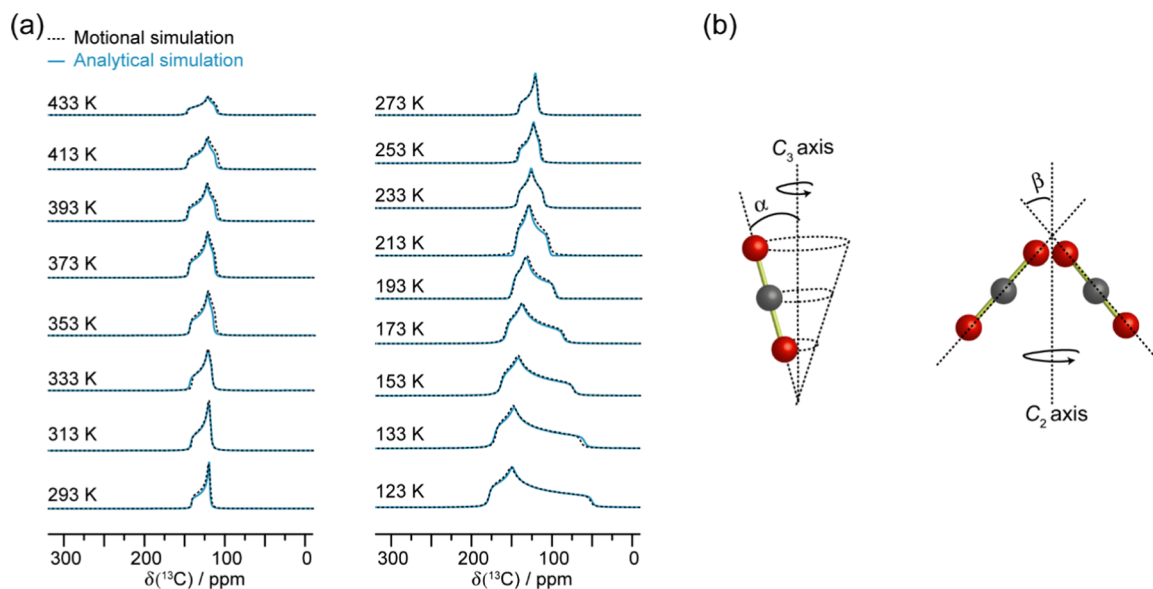 (a)
Motional simulation
Analytical simulation
433 K
413 K
393 K
373 K
353 K
333 K
313 K
293 K
300 200 100 0
δ(¹³C) / ppm
273 K
253 K
233 K
213 K
193 K
173 K
153 K
133 K
123 K
300 200 100 0
δ(¹³C) / ppm
(b)
C₃ axis
α
β
C₂ axis